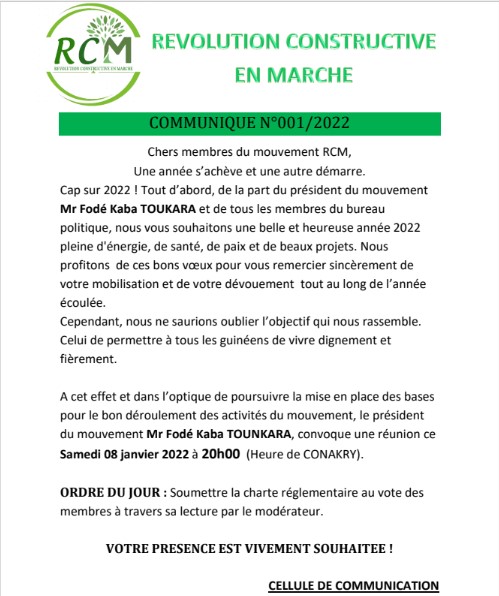 RCM
REVOLUTION CONSTRUCTIVE EN MARCHE
REVOLUTION CONSTRUCTIVE
EN MARCHE
COMMUNIQUE N°001/2022
Chers membres du mouvement RCM,
Une année s'achève et une autre démarre.
Cap sur 2022 ! Tout d'abord, de la part du président du mouvement
Mr Fodé Kaba TOUKARA et de tous les membres du bureau
politique, nous vous souhaitons une belle et heureuse année 2022
pleine d'énergie, de santé, de paix et de beaux projets. Nous
profitons de ces bons vœux pour vous remercier sincèrement de
votre mobilisation et de votre dévouement tout au long de l'année
écoulée.
Cependant, nous ne saurions oublier l'objectif qui nous rassemble.
Celui de permettre à tous les guinéens de vivre dignement et
fièrement.
A cet effet et dans l'optique de poursuivre la mise en place des bases
pour le bon déroulement des activités du mouvement, le président
du mouvement Mr Fodé Kaba TOUNKARA, convoque une réunion ce
Samedi 08 janvier 2022 à 20h00 (Heure de CONAKRY).
ORDRE DU JOUR : Soumettre la charte réglementaire au vote des
membres à travers sa lecture par le modérateur.
VOTRE PRESENCE EST VIVEMENT SOUHAITEE !
CELLULE DE COMMUNICATION